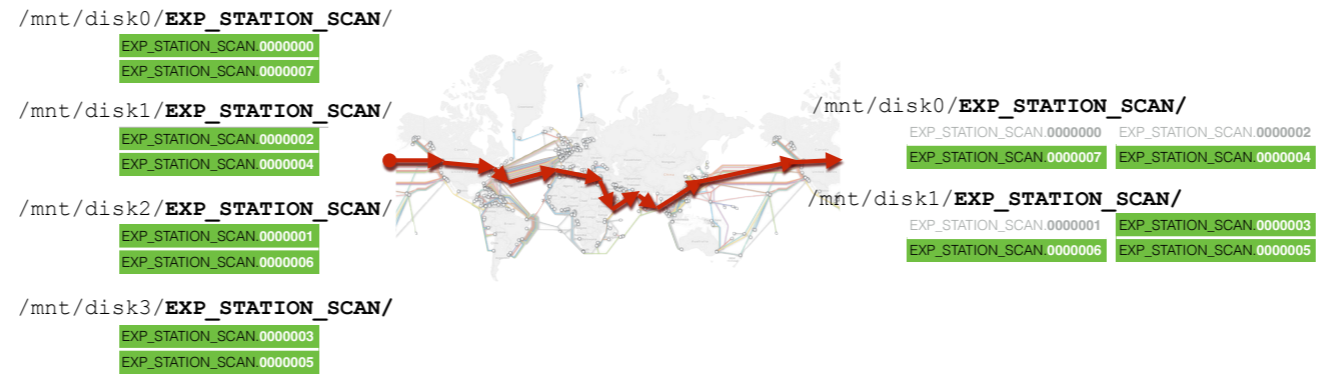 /mnt/disk0/EXP_STATION_SCAN/
EXP_STATION_SCAN.0000000
EXP_STATION_SCAN.0000007
/mnt/disk1/EXP_STATION_SCAN/
EXP_STATION_SCAN.0000002
EXP_STATION_SCAN.0000004
/mnt/disk2/EXP_STATION_SCAN/
EXP_STATION_SCAN.0000001
EXP_STATION_SCAN.0000006
/mnt/disk3/EXP_STATION_SCAN/
EXP_STATION_SCAN.0000003
EXP_STATION_SCAN.0000005
/mnt/disk0/EXP_STATION_SCAN/
EXP_STATION_SCAN.0000000 EXP_STATION_SCAN.0000002
EXP_STATION_SCAN.0000007 EXP_STATION_SCAN.0000004
/mnt/disk1/EXP_STATION_SCAN/
EXP_STATION_SCAN.0000001 EXP_STATION_SCAN.0000003
EXP_STATION_SCAN.0000006 EXP_STATION_SCAN.0000005